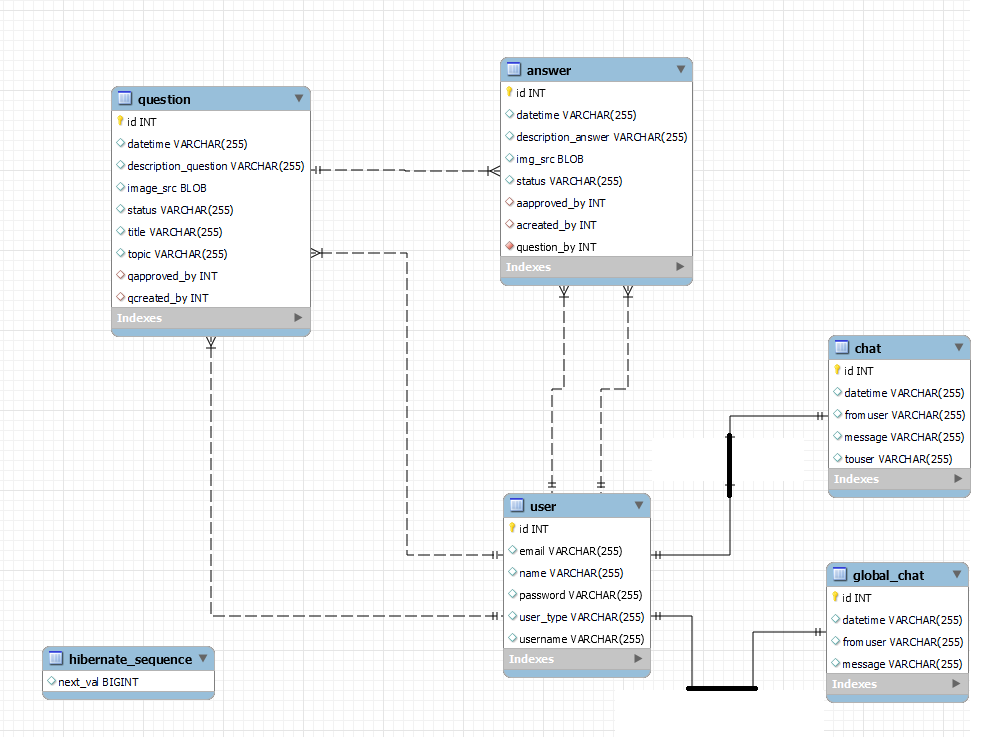 question
id INT
datetime VARCHAR(255)
description_question VARCHAR(255)
image_src BLOB
status VARCHAR(255)
title VARCHAR(255)
topic VARCHAR(255)
qapproved_by INT
qcreated_by INT
Indexes
answer
id INT
datetime VARCHAR(255)
description_answer VARCHAR(255)
img_src BLOB
status VARCHAR(255)
aapproved_by INT
acreated_by INT
question_by INT
Indexes
chat
id INT
datetime VARCHAR(255)
fromuser VARCHAR(255)
message VARCHAR(255)
touser VARCHAR(255)
Indexes
user
id INT
email VARCHAR(255)
name VARCHAR(255)
password VARCHAR(255)
user_type VARCHAR(255)
username VARCHAR(255)
Indexes
global_chat
id INT
datetime VARCHAR(255)
fromuser VARCHAR(255)
message VARCHAR(255)
Indexes
hibernate_sequence
next_val BIGINT